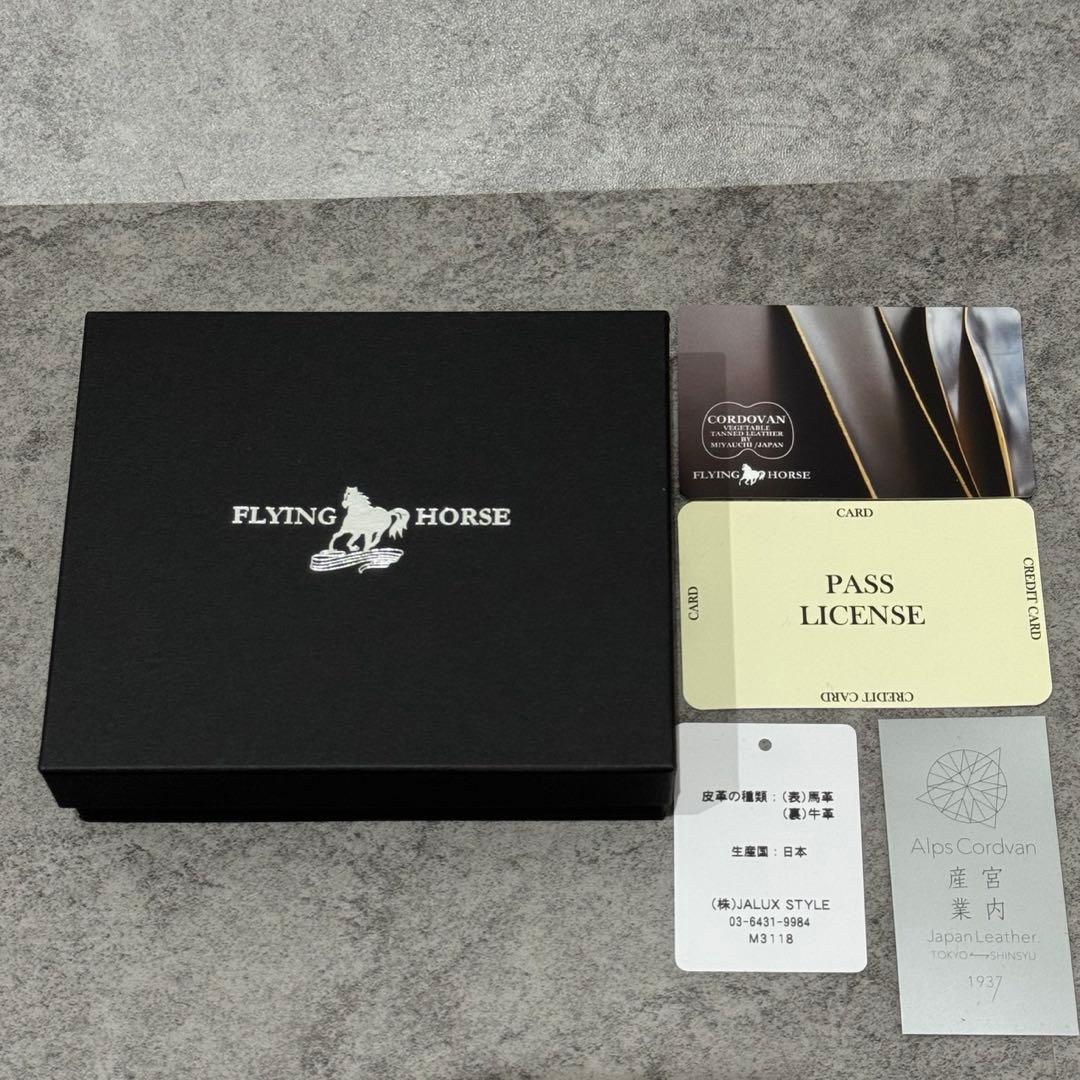 FLYING HORSE
CORDOVAN
VEGETABLE
TANNED LEATHER
BY
MIYAUCHI/JAPAN
FLYING HORSE
CARD
CARD
PASS
LICENSE
CREDIT CARD
CREDIT CARD
皮革の種類:(表)馬革
(裏)牛革
生産国:日本
(株)JALUX STYLE
03-6431-9984
M3118
Alps Cordvan
宮内
産業
Japan Leather.
TOKYO SHINSYU
1937